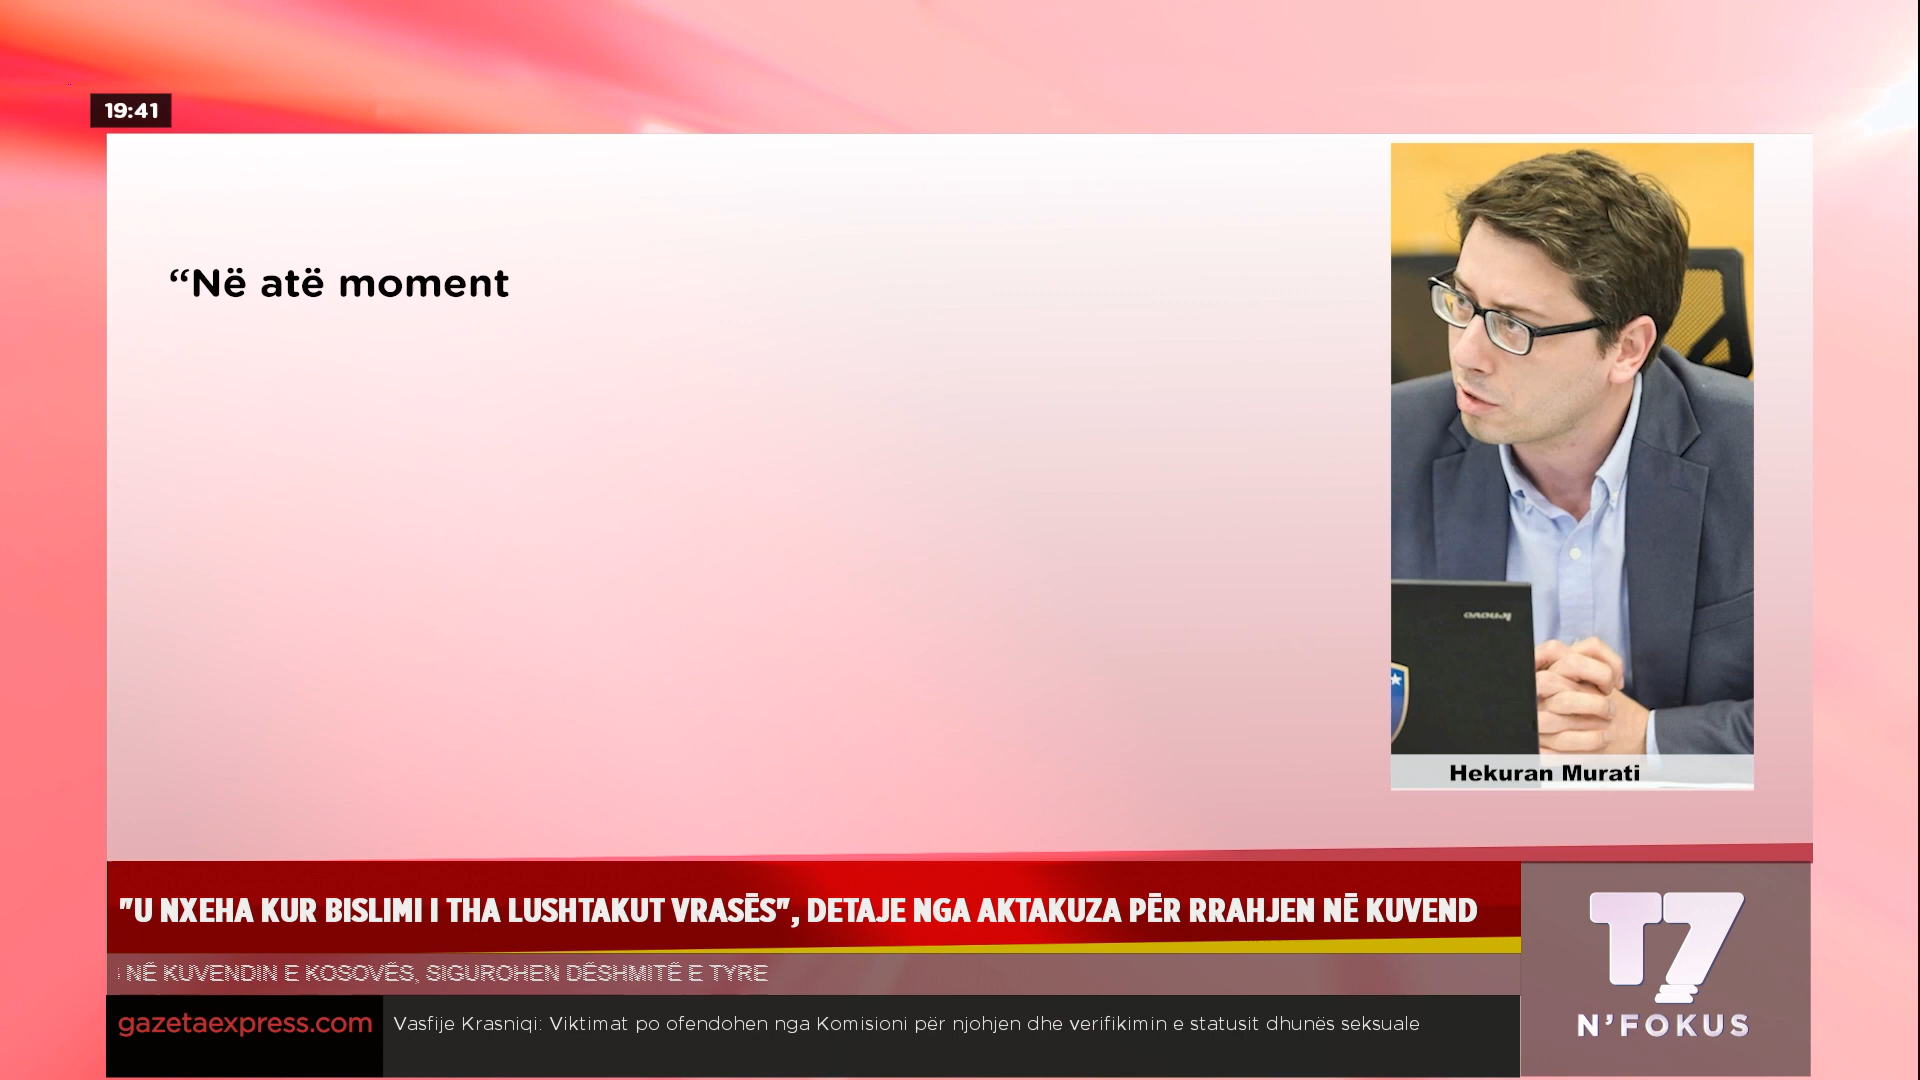 19:41
“Në atë moment
lenovo
Hekuran Murati
"U NXEHA KUR BISLIMI I THA LUSHTAKUT VRASËS", DETAJE NGA AKTAKUZA PËR RRAHJEN NË KUVEND
NË KUVENDIN E KOSOVËS, SIGUROHEN DËSHMITË E TYRE
gazetaexpress.com
Vasfije Krasniqi: Viktimat po ofendohen nga Komisioni për njohjen dhe verifikimin e statusit dhunës seksuale
T7
N’FOKUS